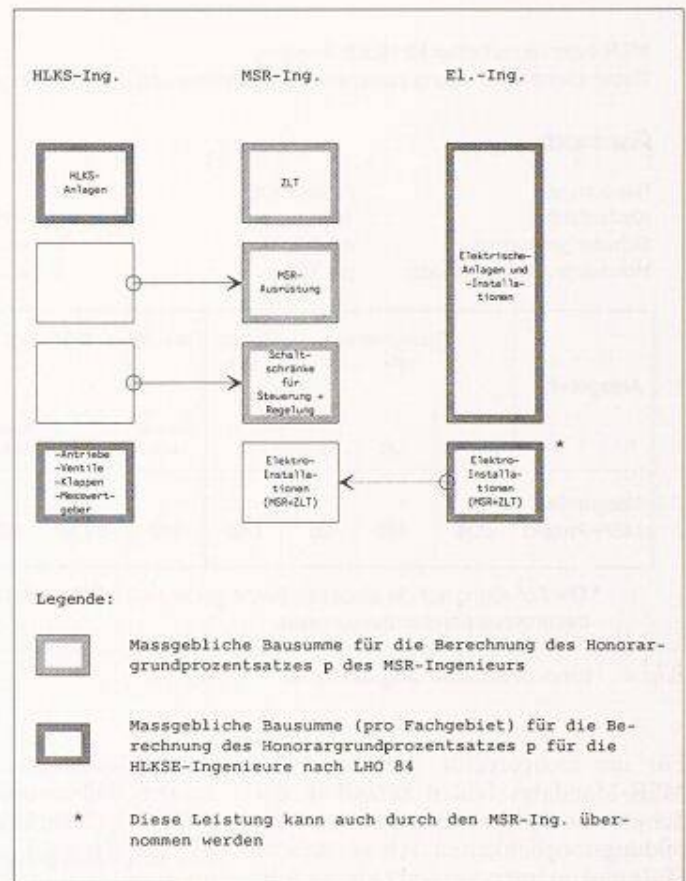 HLKS-Ing. MSR-Ing. El.-Ing.
HLKS-
Anlagen
ZLT
Elektrische-
Anlagen und
-Installa-
tionen
MSR-
Ausrüstung
Schalt-
schränke
für
Steuerung +
Regelung
-Antriebe
-Ventile
-Klappen
-Messwert-
geber
Elektro-
Installa-
tionen
(MSR+ZLT)
Elektro-
Installa-
tionen
(MSR+ZLT)
*
Legende:
Massgebliche Bausumme für die Berechnung des Honorar-
grundprozentsatzes p des MSR-Ingenieurs
Massgebliche Bausumme (pro Fachgebiet) für die Be-
rechnung des Honorargrundprozentsatzes p für die
HLKSE-Ingenieure nach LHO 84
* Diese Leistung kann auch durch den MSR-Ing. über-
nommen werden